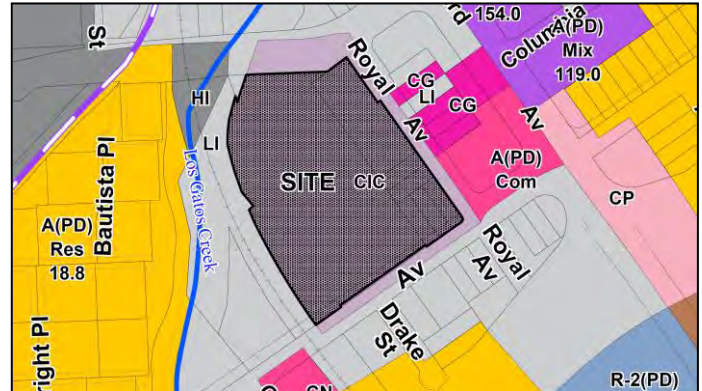 St
Royal
Av
rd
154.0
Columbia
Av
A(PD)
Mix
119.0
CG
LI
CG
HI
LI
Los Gatos Creek
SITE
CIC
A(PD)
Com
CP
Bautista Pl
A(PD)
Res
18.8
Royal
Av
Av
Drake
St
right Pl
CN
R-2(PD)